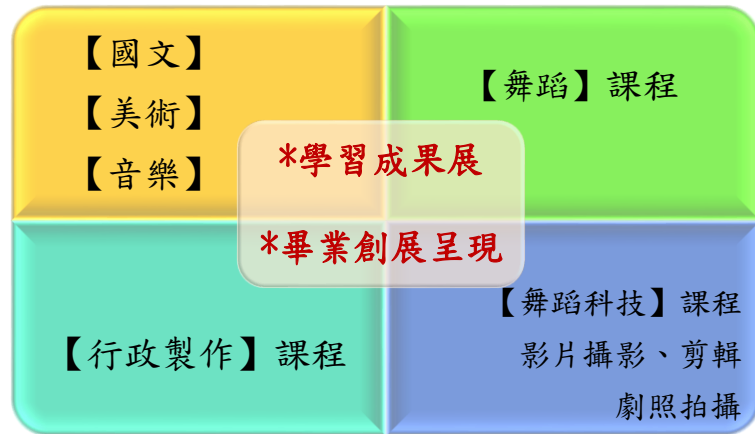 【國文】
【美術】
【音樂】
【舞蹈】課程
*學習成果展
*畢業創展呈現
【行政製作】課程
【舞蹈科技】課程
影片攝影、剪輯
劇照拍攝